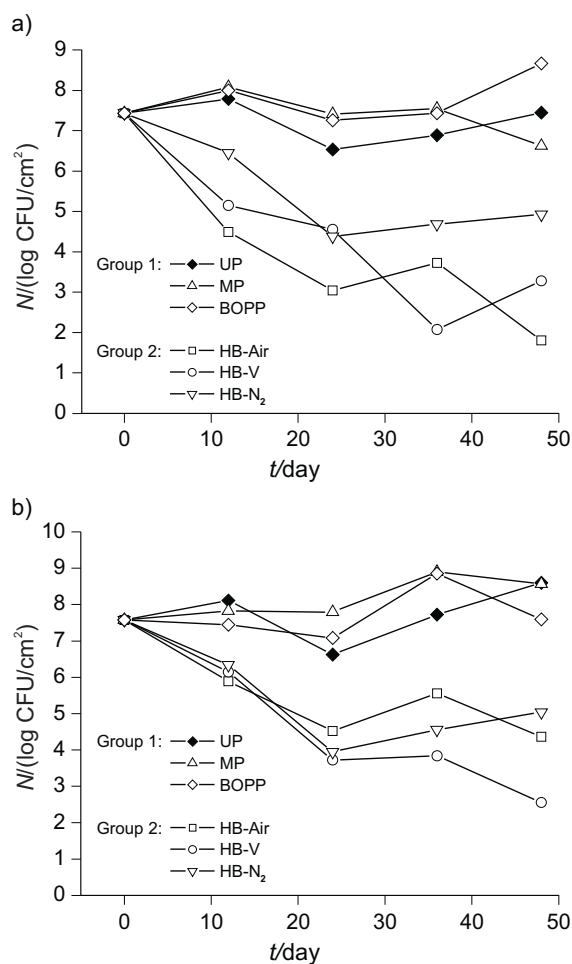 a)
9
8
7
6
5
4
3
2
1
0
N/(log CFU/cm²)
Group 1: UP
MP
BOPP
Group 2: HB-Air
HB-V
HB-N₂
0 10 20 30 40 50
t/day
b)
10
9
8
7
6
5
4
3
2
1
0
N/(log CFU/cm²)
Group 1: UP
MP
BOPP
Group 2: HB-Air
HB-V
HB-N₂
0 10 20 30 40 50
t/day